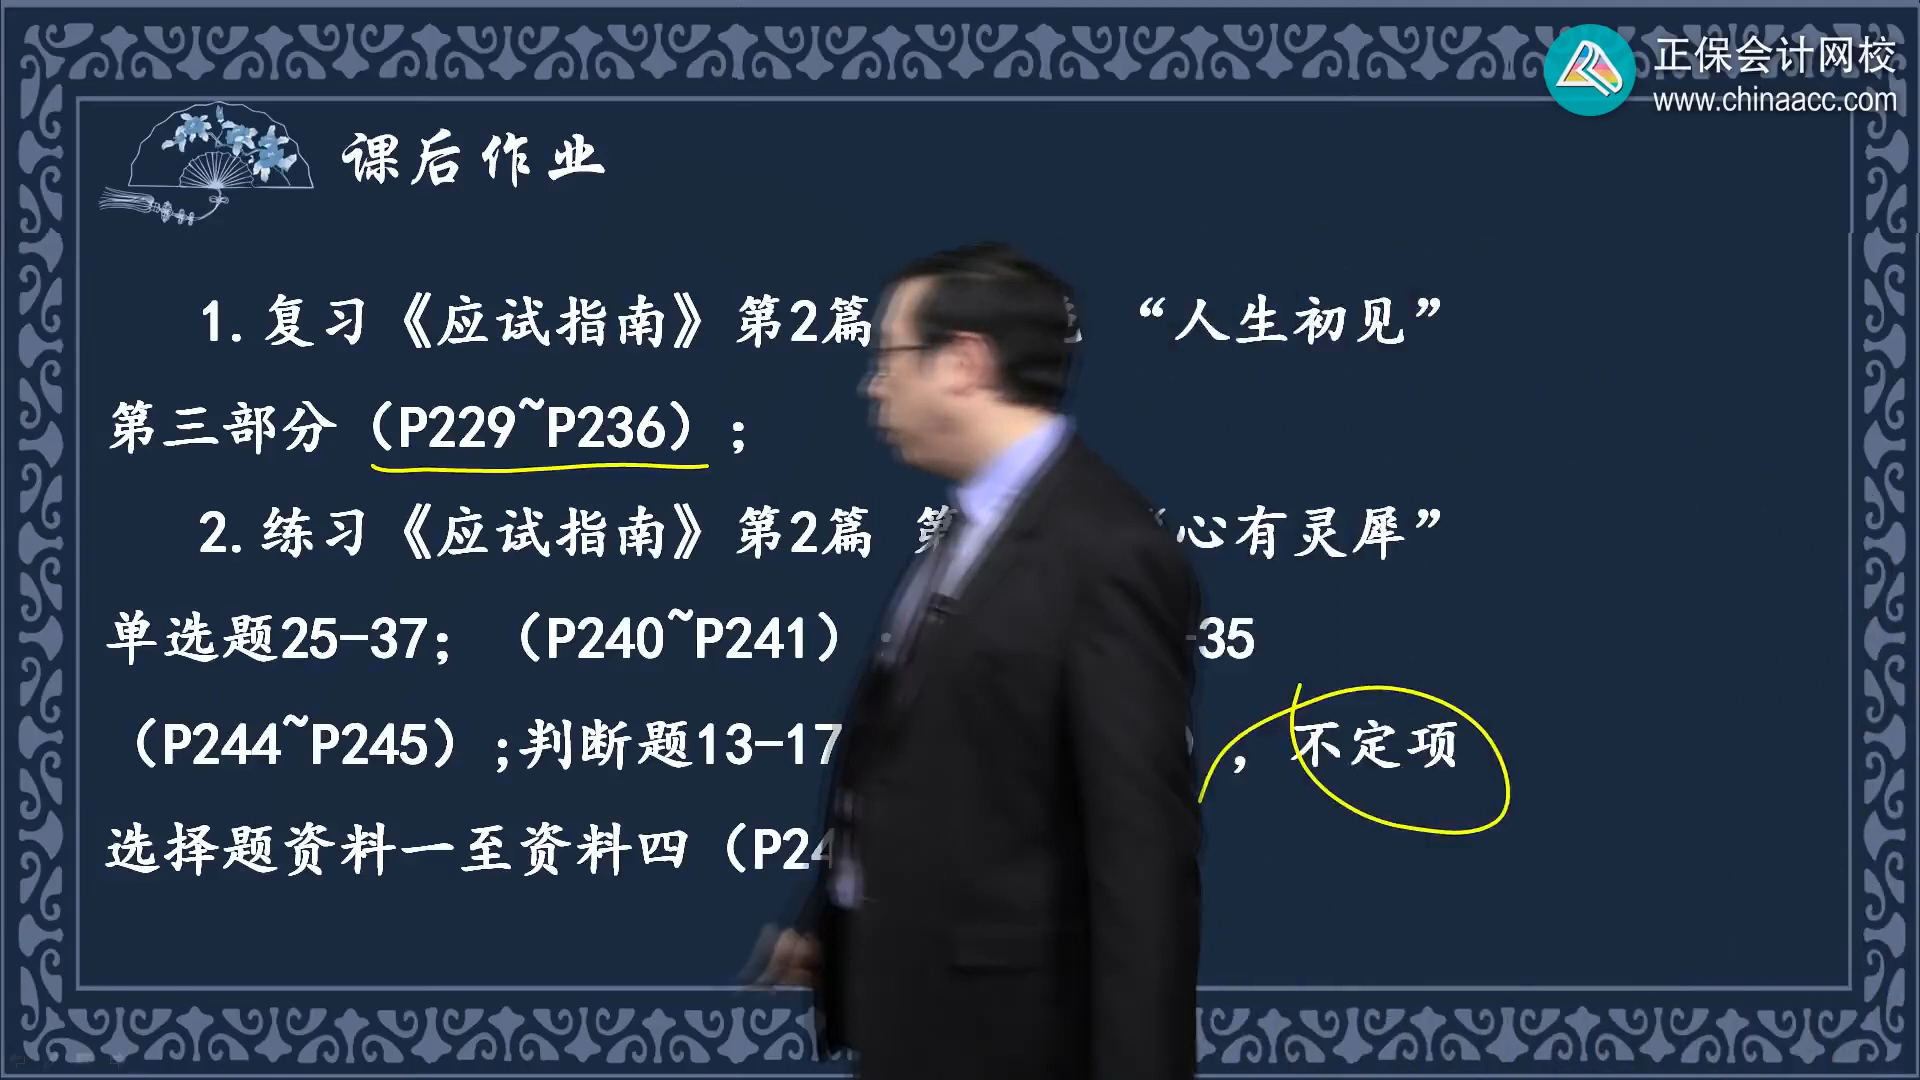 正保会计网校
www.chinaacc.com
课后作业
1.复习《应试指南》第2篇 “人生初见”
第三部分（P229~P236）；
2.练习《应试指南》第2篇 第 “心有灵犀”
单选题25-37；（P240~P241）； -35
（P244~P245）;判断题13-17 ，不定项
选择题资料一至资料四（P24